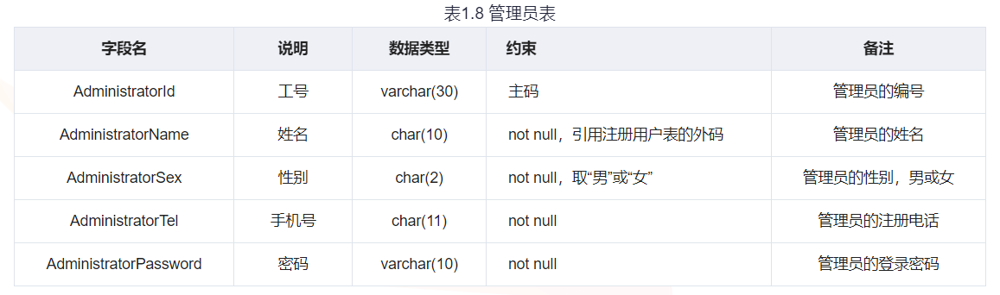 表1.8 管理员表
字段名 说明 数据类型 约束 备注
AdministratorId 工号 varchar(30) 主码 管理员的编号
AdministratorName 姓名 char(10) not null，引用注册用户表的外码 管理员的姓名
AdministratorSex 性别 char(2) not null，取“男”或“女” 管理员的性别，男或女
AdministratorTel 手机号 char(11) not null 管理员的注册电话
AdministratorPassword 密码 varchar(10) not null 管理员的登录密码